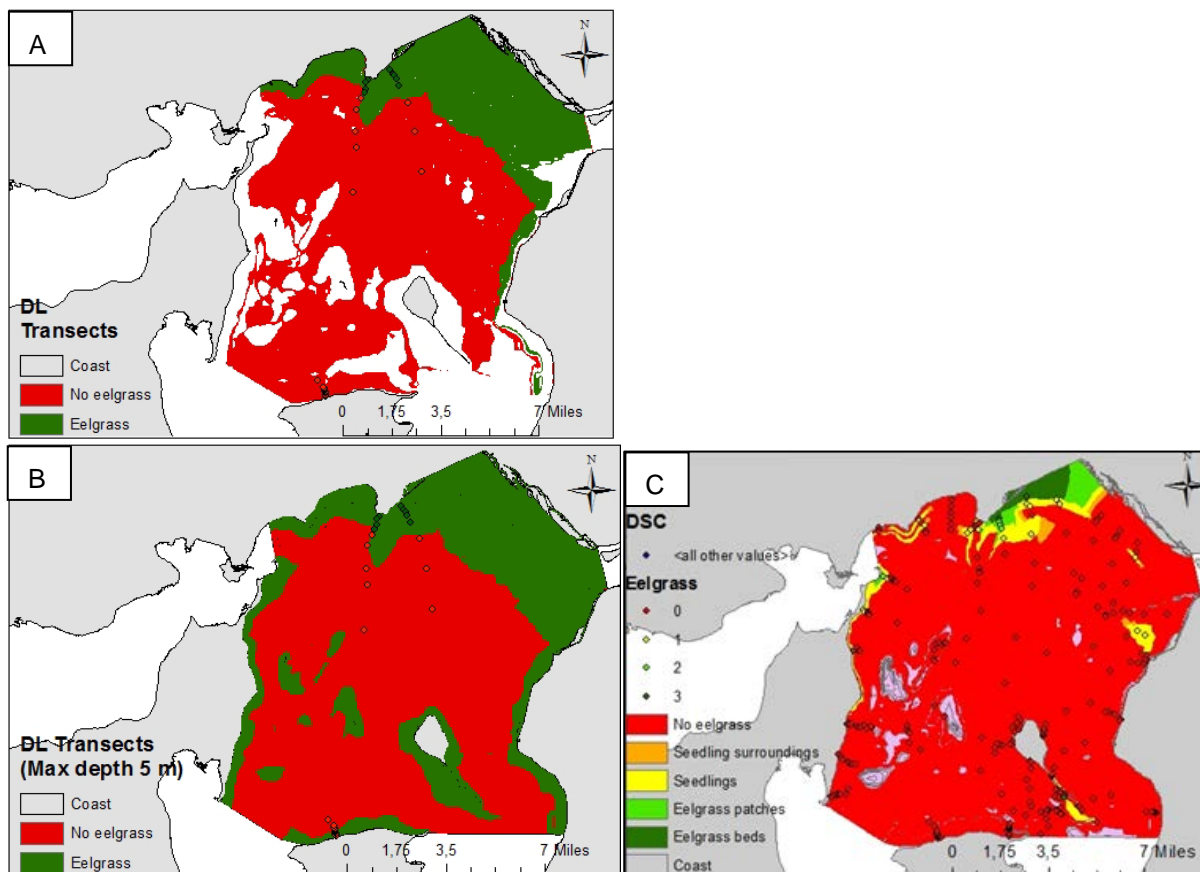 A
N
DL
Transects
Coast
No eelgrass
Eelgrass
0 1,75 3,5 7 Miles
B
N
DL Transects
(Max depth 5 m)
Coast
No eelgrass
Eelgrass
0 1,75 3,5 7 Miles
C
N
DSC
<all other values>
Eelgrass
0
1
2
3
No eelgrass
Seedling surroundings
Seedlings
Eelgrass patches
Eelgrass beds
Coast
0 1,75 3,5 7 Miles